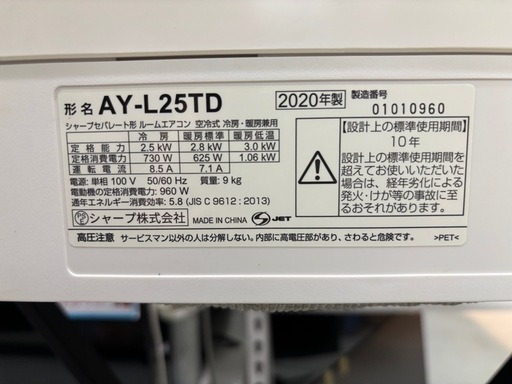 形名 AY-L25TD 2020年製 製造番号
01010960
シャープセパレート形 ルームエアコン 空冷式 冷房・暖房兼用
冷房 暖房標準 暖房低温
定格能力 2.5 kW 2.8 kW 3.0 kW
定格消費電力 730 W 625 W 1.06 kW
運転電流 8.5 A 7.1 A
電源: 単相 100 V 50/60 Hz 質量: 9 kg
電動機の定格消費電力: 960 W
通年エネルギー消費効率: 5.8 (JIS C 9612 : 2013)
シャープ株式会社 MADE IN CHINA S JET
【設計上の標準使用期間】
10年
設計上の標準使用期間を
超えてお使いいただいた
場合は、経年劣化による
発火・けが等の事故に至
るおそれがあります。
高圧注意 サービスマン以外の人は分解しない。内部に高電圧部があり、さわると危険。 >PET<